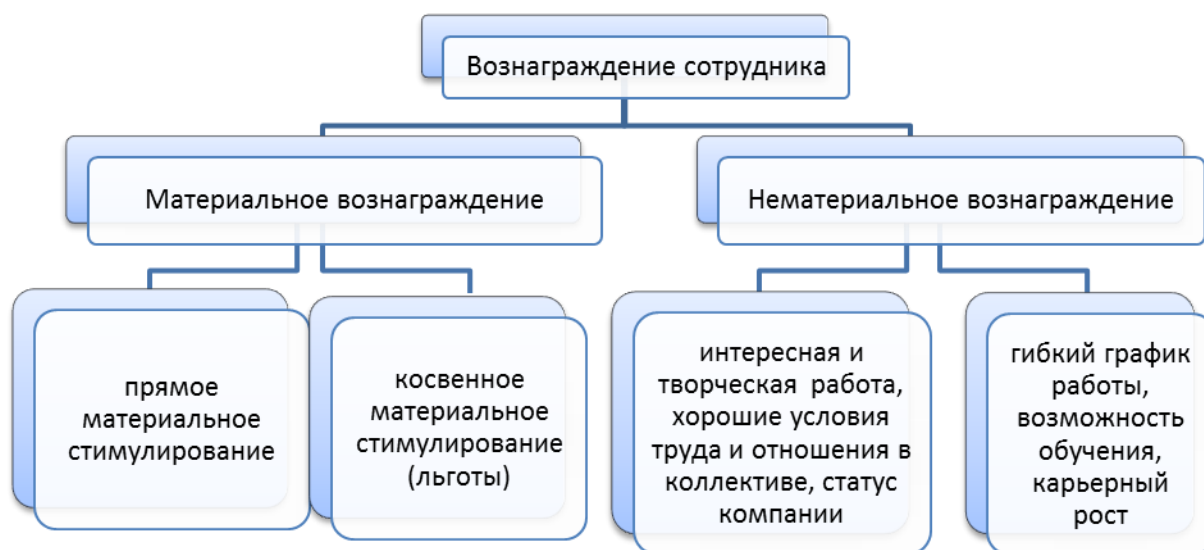 Вознаграждение сотрудника
Материальное вознаграждение
Нематериальное вознаграждение
прямое
материальное
стимулирование
косвенное
материальное
стимулирование
(льготы)
интересная и
творческая работа,
хорошие условия
труда и отношения в
коллективе, статус
компании
гибкий график
работы,
возможность
обучения,
карьерный
рост